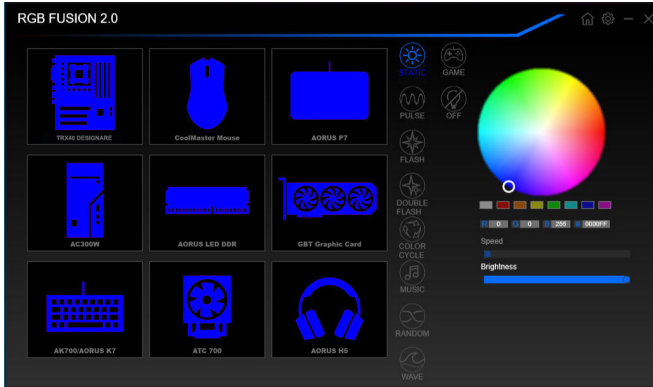 RGB FUSION 2.0
TRX40 DESIGNARE
CoolMaster Mouse
AORUS P7
AC300W
AORUS LED DDR
GBT Graphic Card
AK700/AORUS K7
ATC 700
AORUS H5
STATIC
GAME
PULSE
OFF
FLASH
DOUBLE
FLASH
COLOR
CYCLE
MUSIC
RANDOM
WAVE
R 0 G 0 B 255 # 0000FF
Speed
Brightness